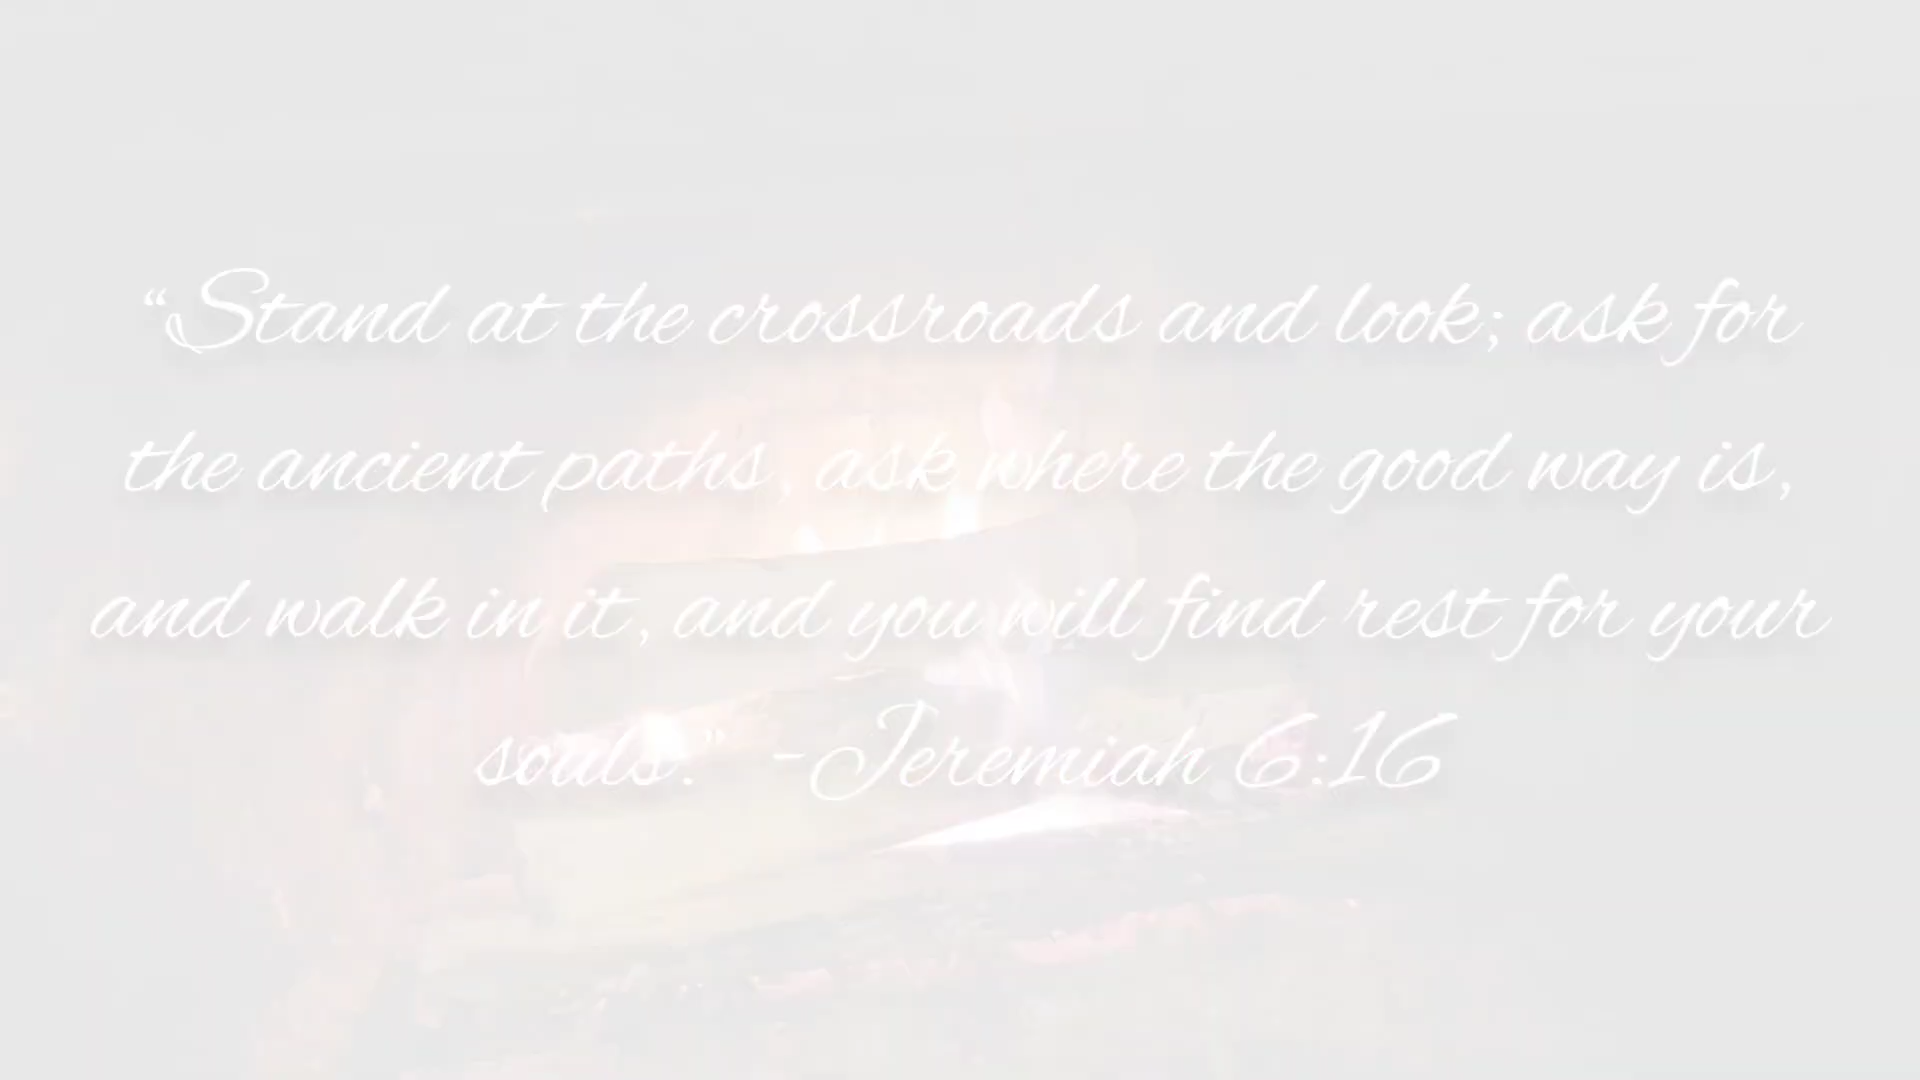 “Stand at the crossroads and look; ask for
the ancient paths, ask where the good way is,
and walk in it, and you will find rest for your
souls.” -Jeremiah 6:16